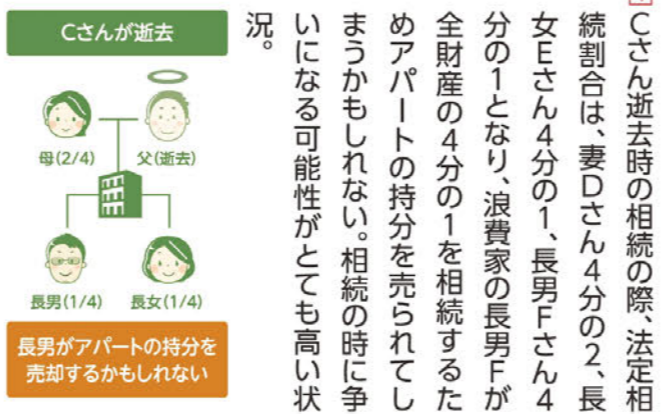 Cさん逝去時の相続の際、法定相
続割合は、妻Dさん4分の2、長
女Eさん4分の1、長男Fさん4
分の1となり、浪費家の長男Fが
全財産の4分の1を相続するた
めアパートの持分を売られてし
まうかもしれない。相続の時に争
いになる可能性がとても高い状
況。
Cさんが逝去
母(2/4)
父(逝去)
長男(1/4)
長女(1/4)
長男がアパートの持分を
売却するかもしれない